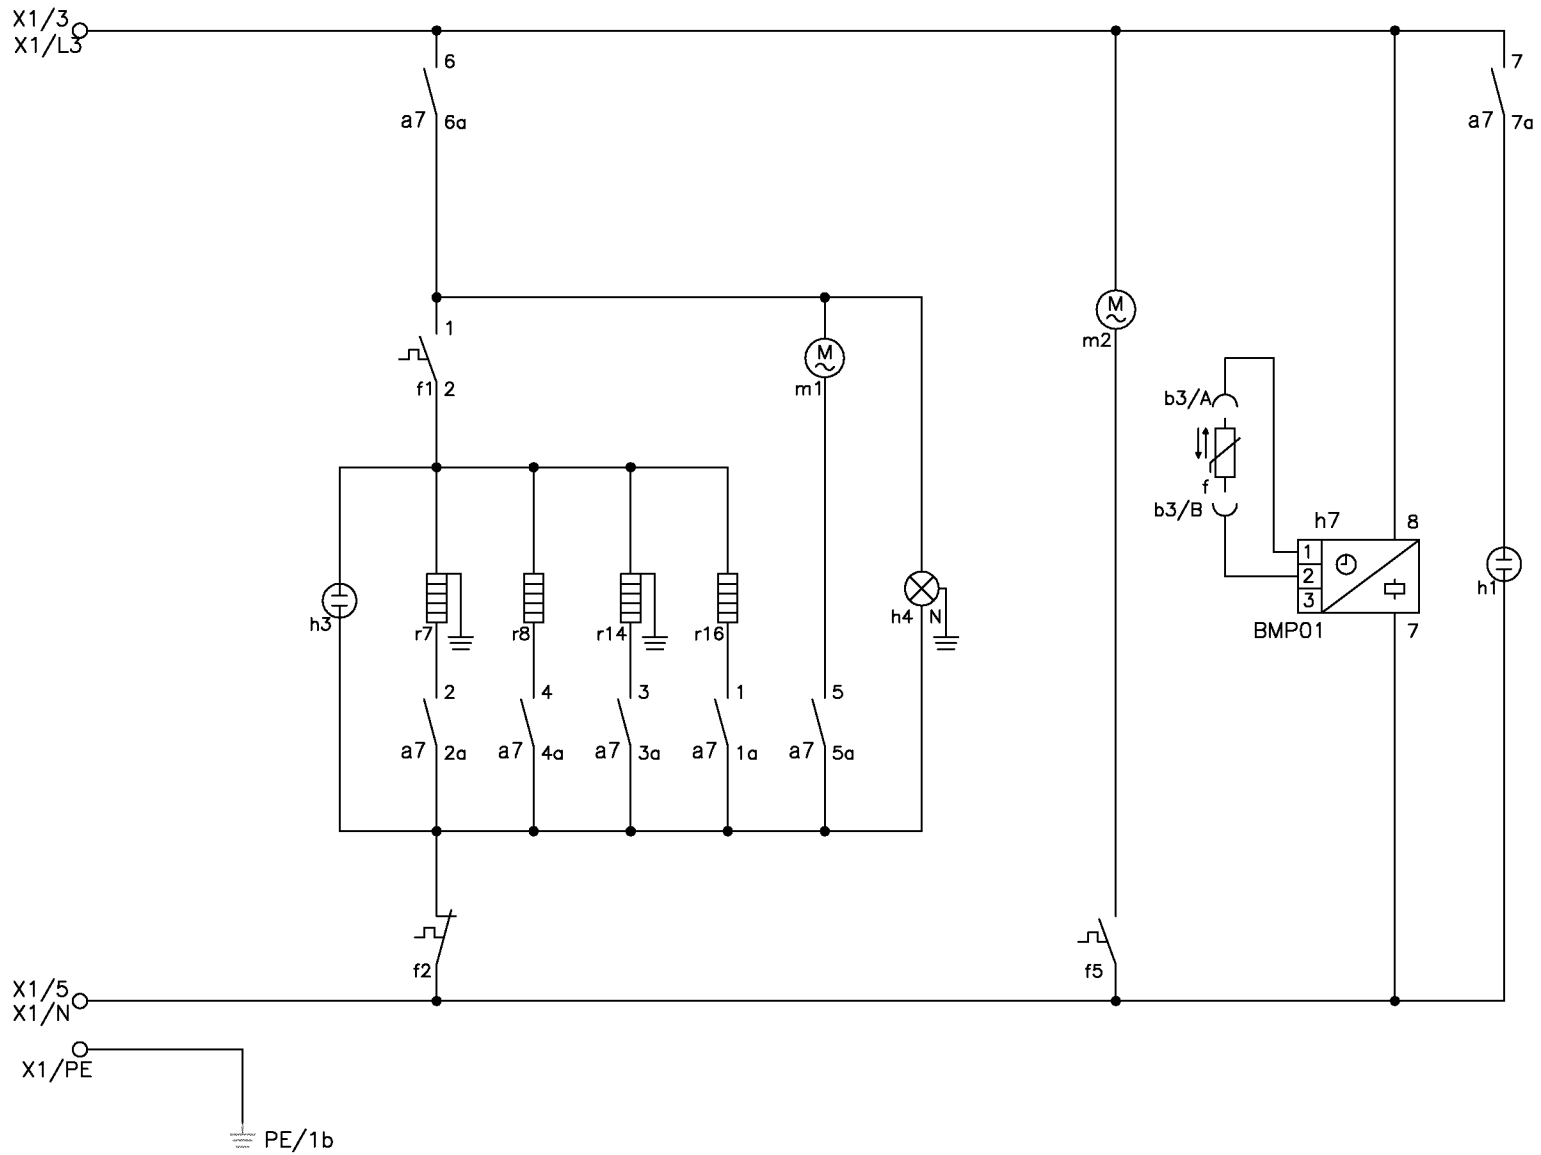 X1/3
X1/L3
6
a7 6a
7
a7 7a
1
f1 2
M
m1
M
m2
b3/A
f
b3/B
h7 8
1
2
3
BMP01 7
h1
h3
r7
r8
r14
r16
h4 N
2
a7 2a
4
a7 4a
3
a7 3a
1
a7 1a
5
a7 5a
f2
f5
X1/5
X1/N
X1/PE
PE/1b